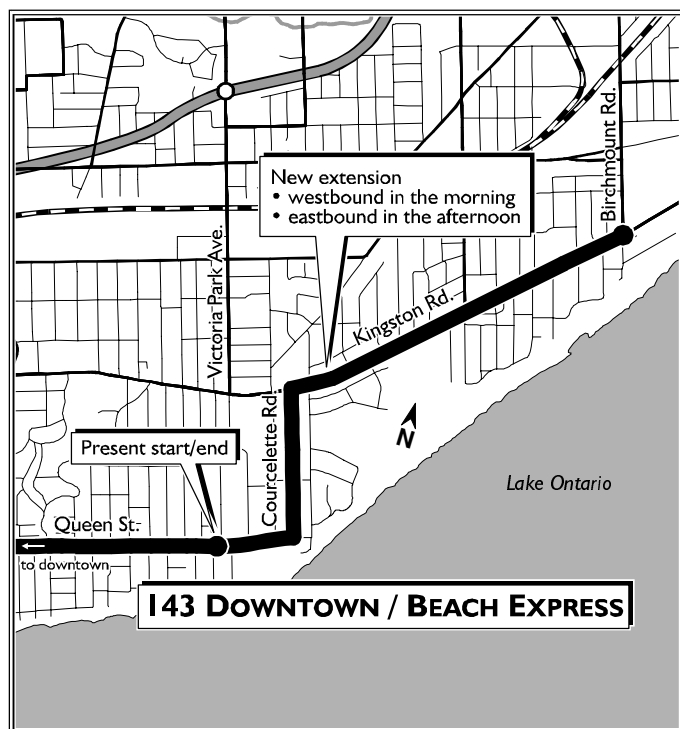 New extension
• westbound in the morning
• eastbound in the afternoon
Birchmount Rd.
Victoria Park Ave.
Kingston Rd.
Courcelette Rd.
N
Present start/end
Lake Ontario
Queen St.
← to downtown
143 DOWNTOWN / BEACH EXPRESS